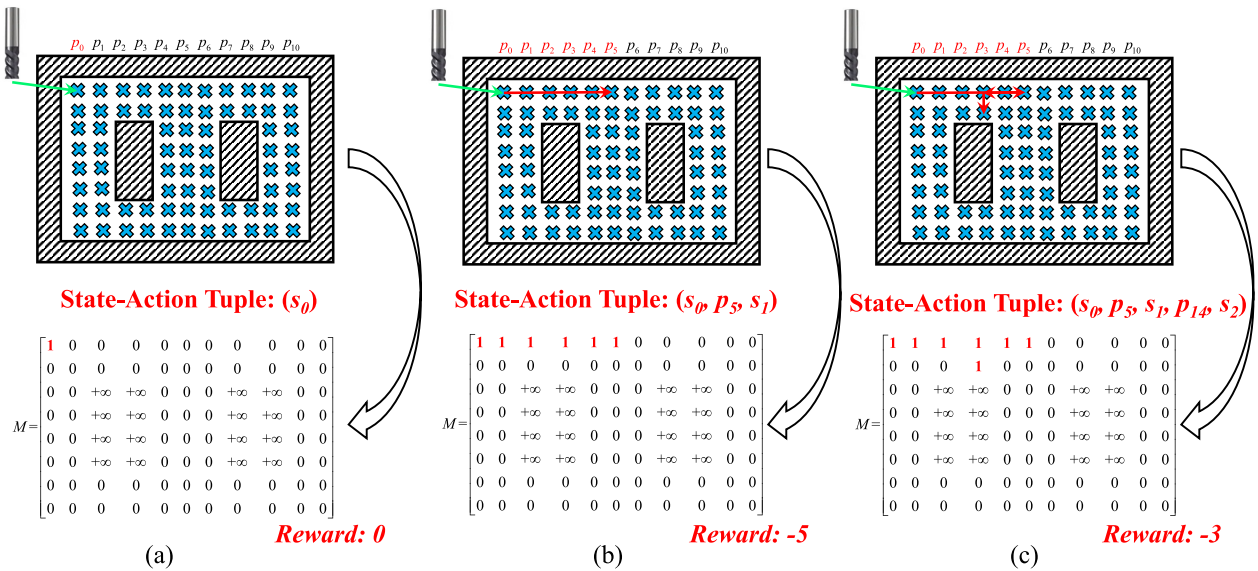 p0 p1 p2 p3 p4 p5 p6 p7 p8 p9 p10
State-Action Tuple: (s0)
1 0 0 0 0 0 0 0 0 0 0
0 0 0 0 0 0 0 0 0 0 0
0 0 +∞ +∞ 0 0 0 +∞ +∞ 0 0
0 0 +∞ +∞ 0 0 0 +∞ +∞ 0 0
M=
0 0 +∞ +∞ 0 0 0 +∞ +∞ 0 0
0 0 +∞ +∞ 0 0 0 +∞ +∞ 0 0
0 0 0 0 0 0 0 0 0 0 0
0 0 0 0 0 0 0 0 0 0 0
Reward: 0
(a)
p0 p1 p2 p3 p4 p5 p6 p7 p8 p9 p10
State-Action Tuple: (s0, p5, s1)
1 1 1 1 1 1 0 0 0 0 0
0 0 0 0 0 0 0 0 0 0 0
0 0 +∞ +∞ 0 0 0 +∞ +∞ 0 0
0 0 +∞ +∞ 0 0 0 +∞ +∞ 0 0
M=
0 0 +∞ +∞ 0 0 0 +∞ +∞ 0 0
0 0 +∞ +∞ 0 0 0 +∞ +∞ 0 0
0 0 0 0 0 0 0 0 0 0 0
0 0 0 0 0 0 0 0 0 0 0
Reward: -5
(b)
p0 p1 p2 p3 p4 p5 p6 p7 p8 p9 p10
State-Action Tuple: (s0, p5, s1, p14, s2)
1 1 1 1 1 1 0 0 0 0 0
0 0 0 1 0 0 0 0 0 0 0
0 0 +∞ +∞ 0 0 0 +∞ +∞ 0 0
0 0 +∞ +∞ 0 0 0 +∞ +∞ 0 0
M=
0 0 +∞ +∞ 0 0 0 +∞ +∞ 0 0
0 0 +∞ +∞ 0 0 0 +∞ +∞ 0 0
0 0 0 0 0 0 0 0 0 0 0
0 0 0 0 0 0 0 0 0 0 0
Reward: -3
(c)